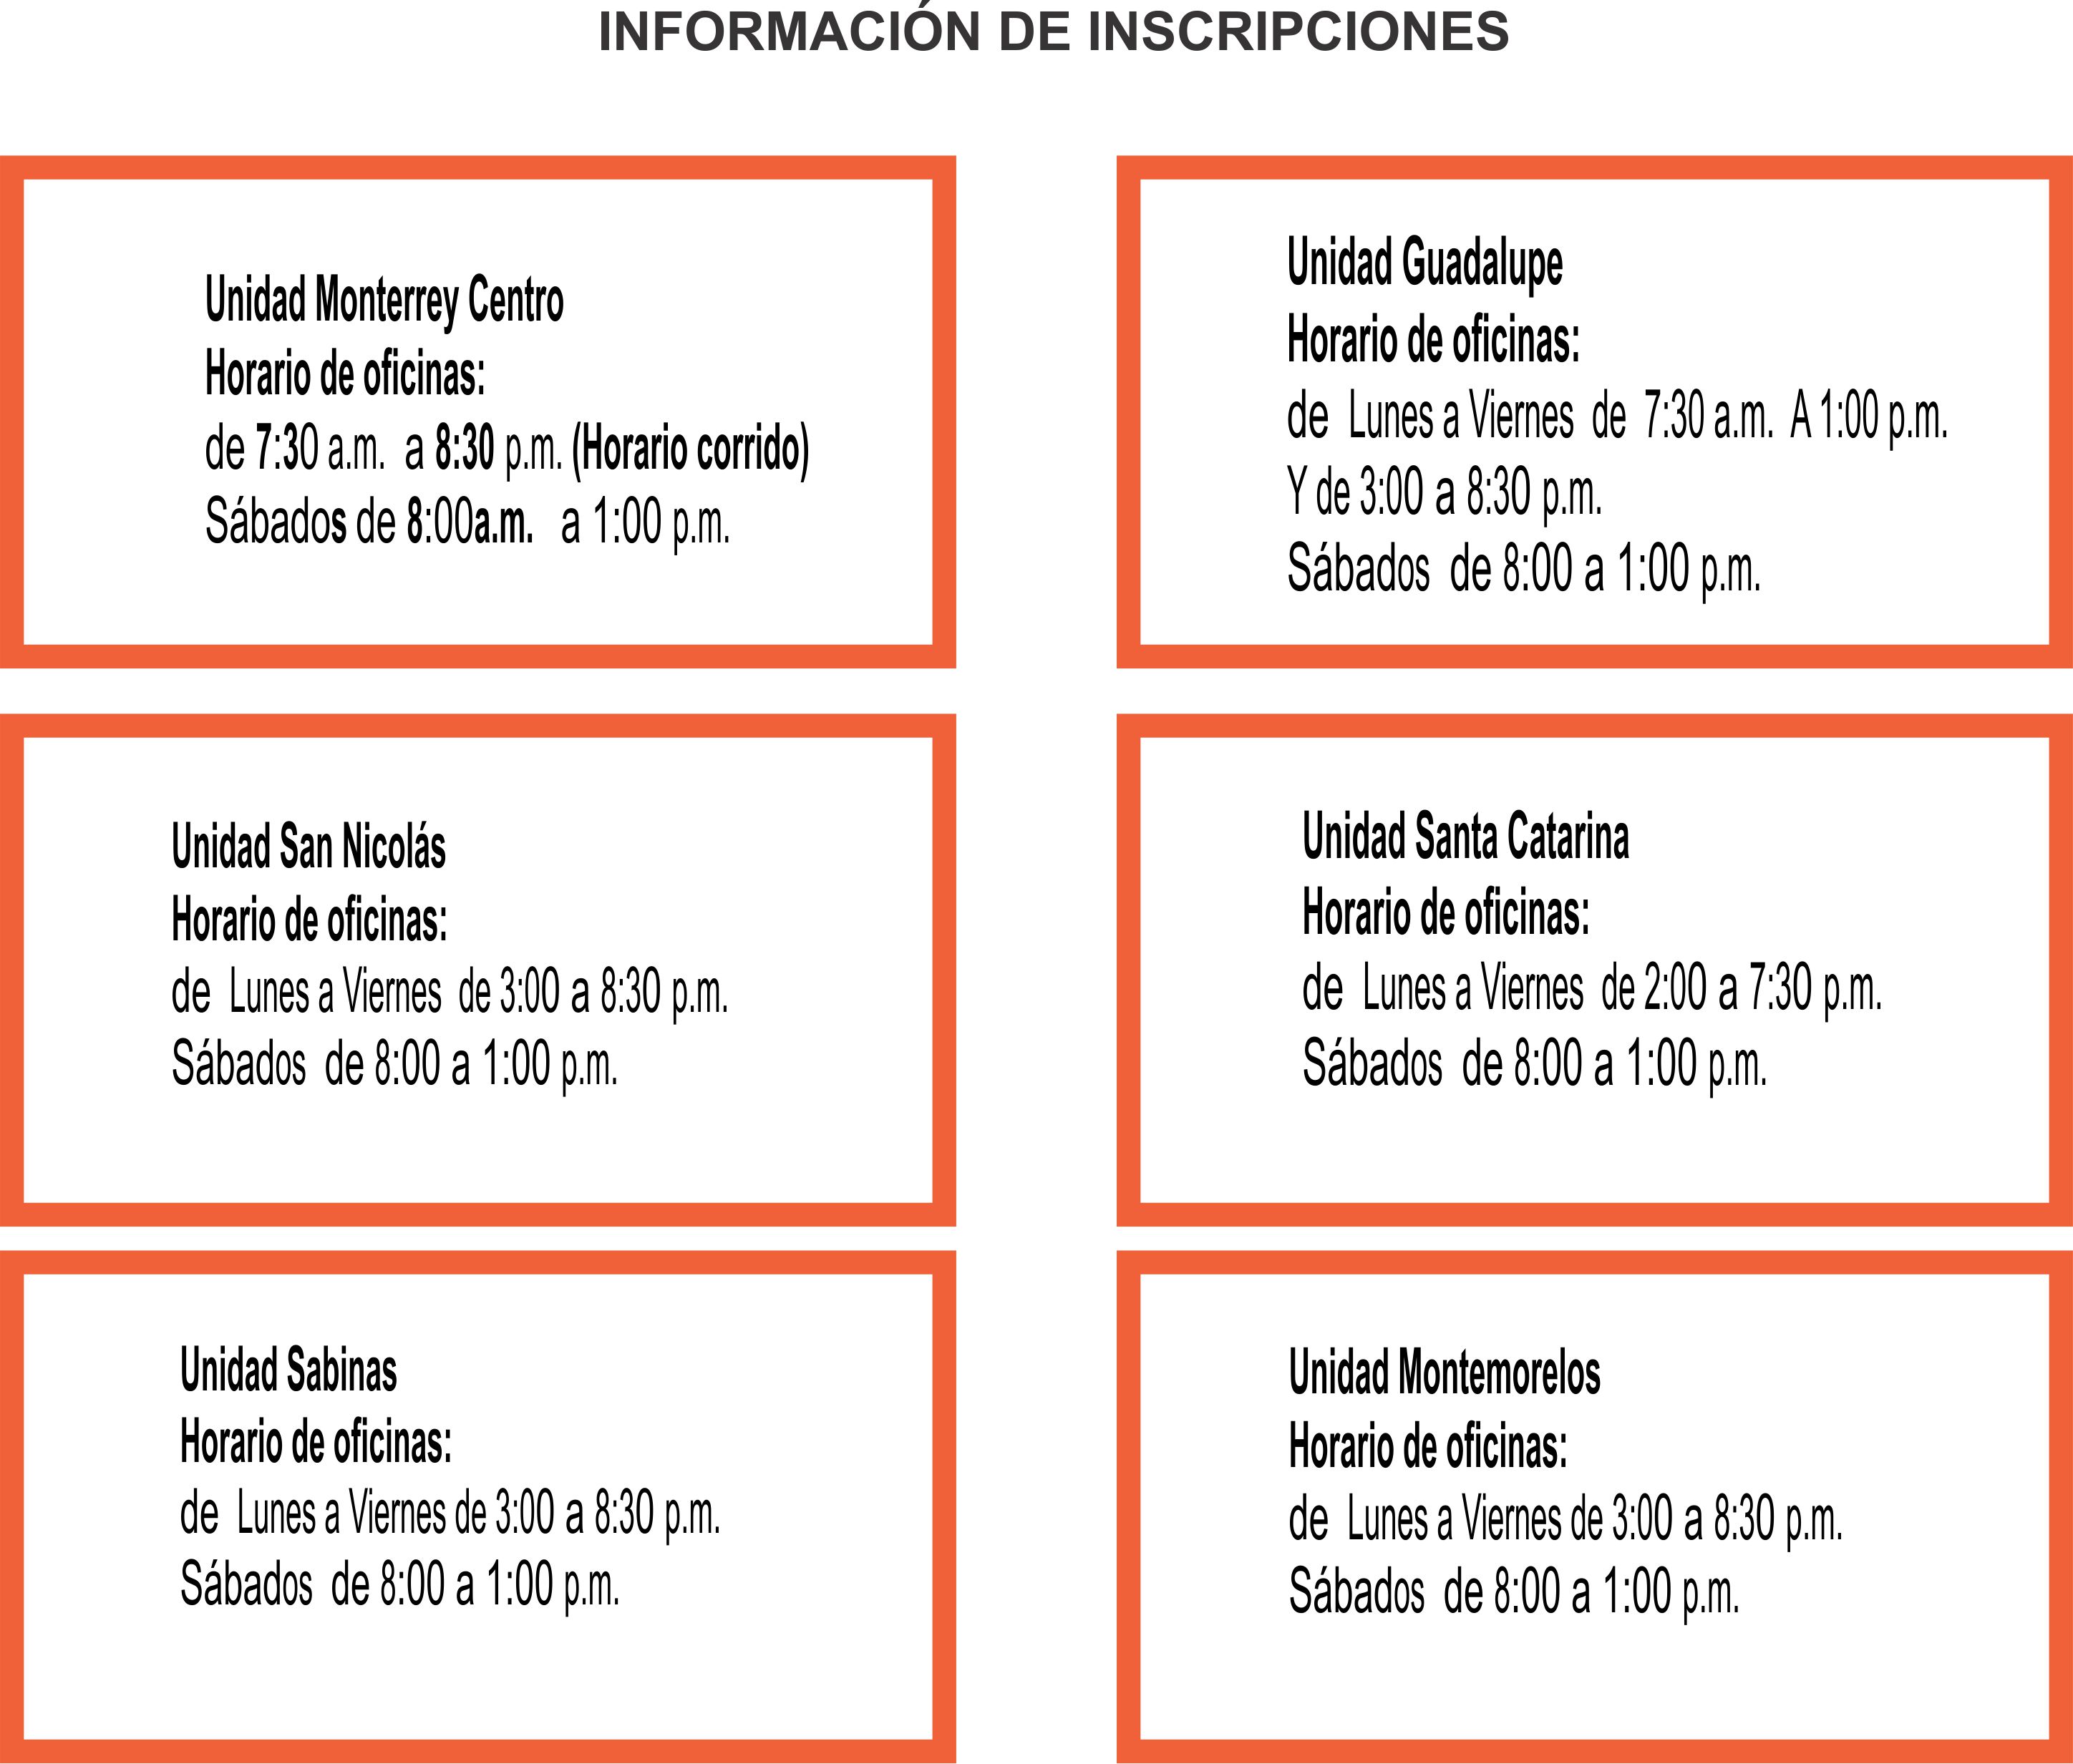 INFORMACIÓN DE INSCRIPCIONES
Unidad Monterrey Centro
Horario de oficinas:
de 7:30 a.m. a 8:30 p.m. (Horario corrido)
Sábados de 8:00a.m. a 1:00 p.m.
Unidad Guadalupe
Horario de oficinas:
de Lunes a Viernes de 7:30 a.m. A 1:00 p.m.
Y de 3:00 a 8:30 p.m.
Sábados de 8:00 a 1:00 p.m.
Unidad San Nicolás
Horario de oficinas:
de Lunes a Viernes de 3:00 a 8:30 p.m.
Sábados de 8:00 a 1:00 p.m.
Unidad Santa Catarina
Horario de oficinas:
de Lunes a Viernes de 2:00 a 7:30 p.m.
Sábados de 8:00 a 1:00 p.m.
Unidad Sabinas
Horario de oficinas:
de Lunes a Viernes de 3:00 a 8:30 p.m.
Sábados de 8:00 a 1:00 p.m.
Unidad Montemorelos
Horario de oficinas:
de Lunes a Viernes de 3:00 a 8:30 p.m.
Sábados de 8:00 a 1:00 p.m.